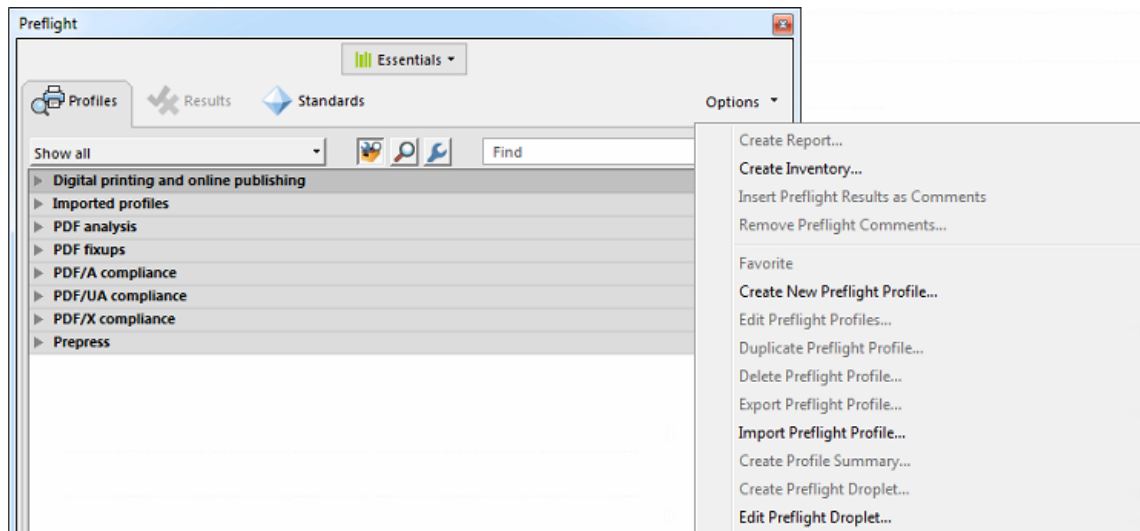 Preflight
Essentials
Profiles
Results
Standards
Options
Show all
Find
Digital printing and online publishing
Imported profiles
PDF analysis
PDF fixups
PDF/A compliance
PDF/UA compliance
PDF/X compliance
Prepress
Create Report...
Create Inventory...
Insert Preflight Results as Comments
Remove Preflight Comments...
Favorite
Create New Preflight Profile...
Edit Preflight Profiles...
Duplicate Preflight Profile...
Delete Preflight Profile...
Export Preflight Profile...
Import Preflight Profile...
Create Profile Summary...
Create Preflight Droplet...
Edit Preflight Droplet...